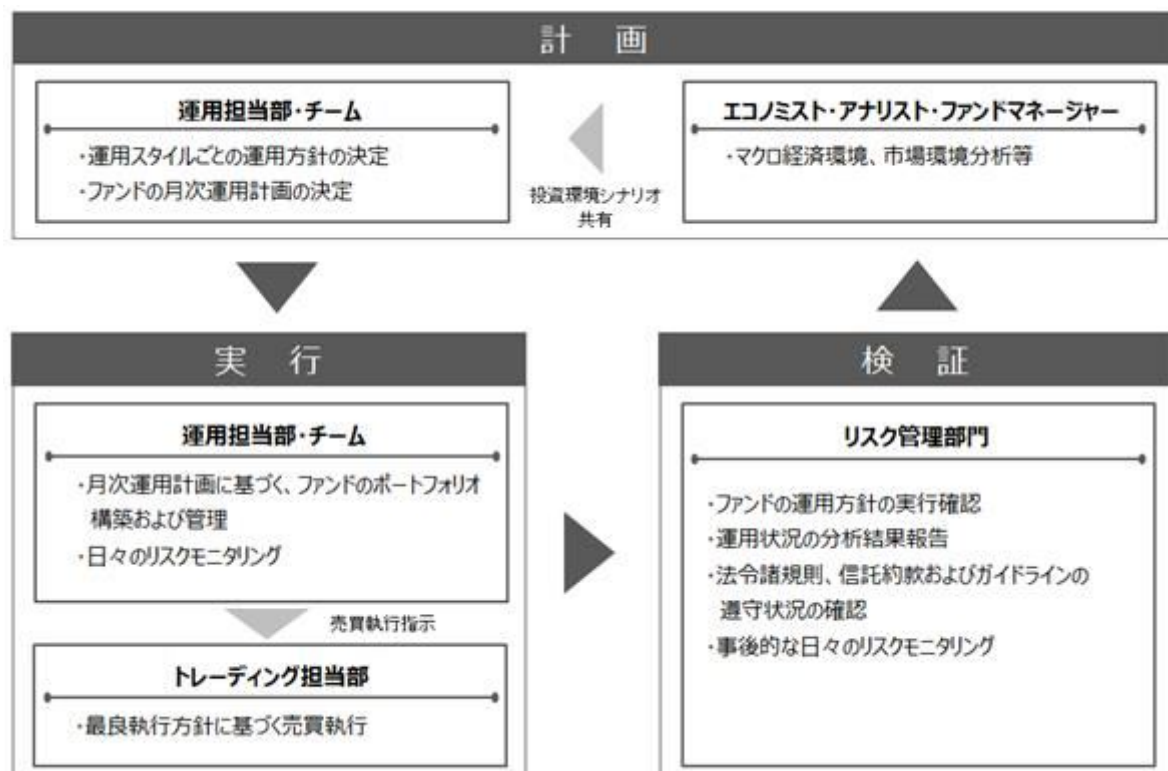 計 画
運用担当部・チーム
・運用スタイルごとの運用方針の決定
・ファンドの月次運用計画の決定
投資環境シナリオ
共有
エコノミスト・アナリスト・ファンドマネージャー
・マクロ経済環境、市場環境分析等
実 行
運用担当部・チーム
・月次運用計画に基づく、ファンドのポートフォリオ
構築および管理
・日々のリスクモニタリング
売買執行指示
トレーディング担当部
・最良執行方針に基づく売買執行
検 証
リスク管理部門
・ファンドの運用方針の実行確認
・運用状況の分析結果報告
・法令諸規則、信託約款およびガイドラインの
遵守状況の確認
・事後的な日々のリスクモニタリング